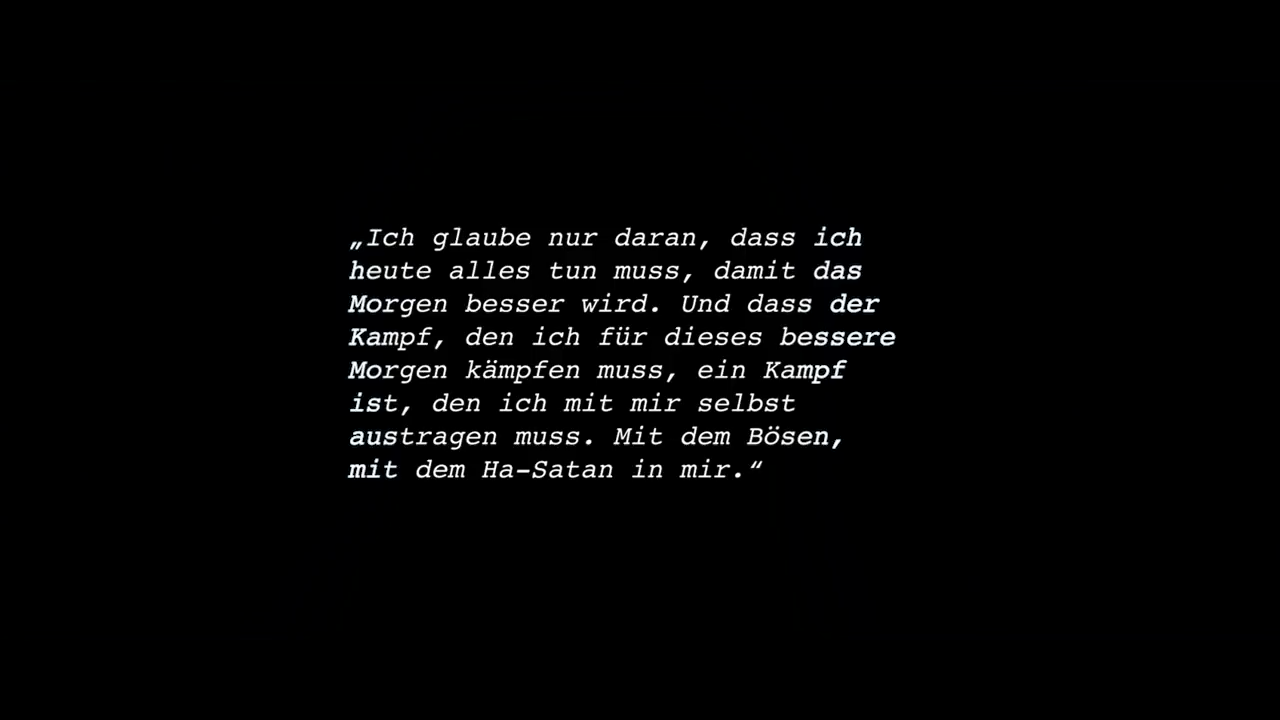 „Ich glaube nur daran, dass ich
heute alles tun muss, damit das
Morgen besser wird. Und dass der
Kampf, den ich für dieses bessere
Morgen kämpfen muss, ein Kampf
ist, den ich mit mir selbst
austragen muss. Mit dem Bösen,
mit dem Ha-Satan in mir.“